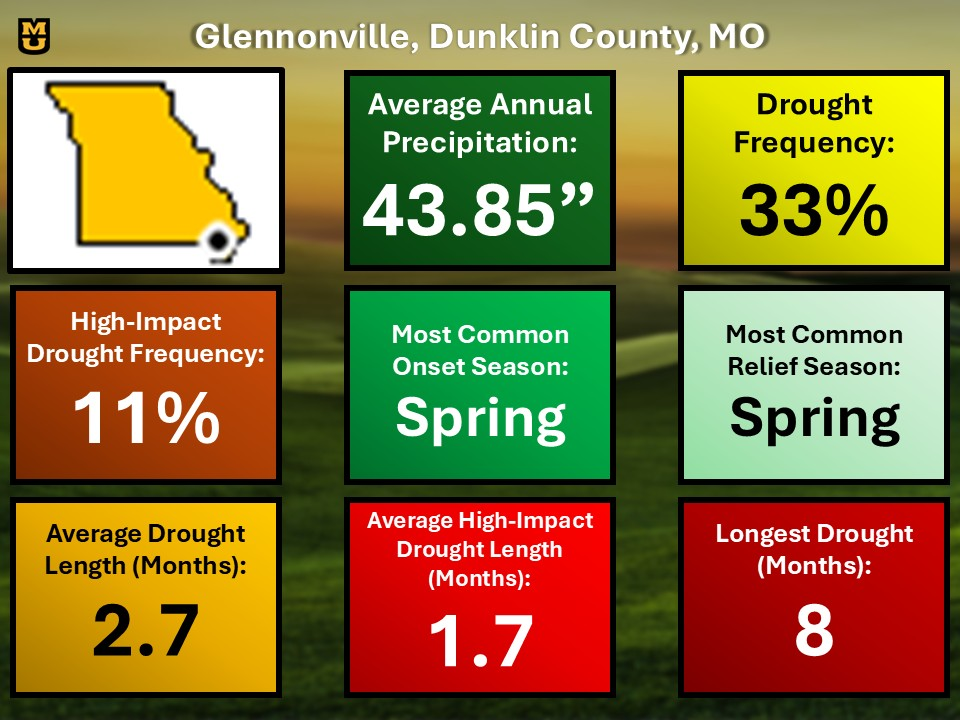 MU
Glennonville, Dunklin County, MO
Average Annual
Precipitation:
43.85”
Drought
Frequency:
33%
High-Impact
Drought Frequency:
11%
Most Common
Onset Season:
Spring
Most Common
Relief Season:
Spring
Average Drought
Length (Months):
2.7
Average High-Impact
Drought Length
(Months):
1.7
Longest Drought
(Months):
8